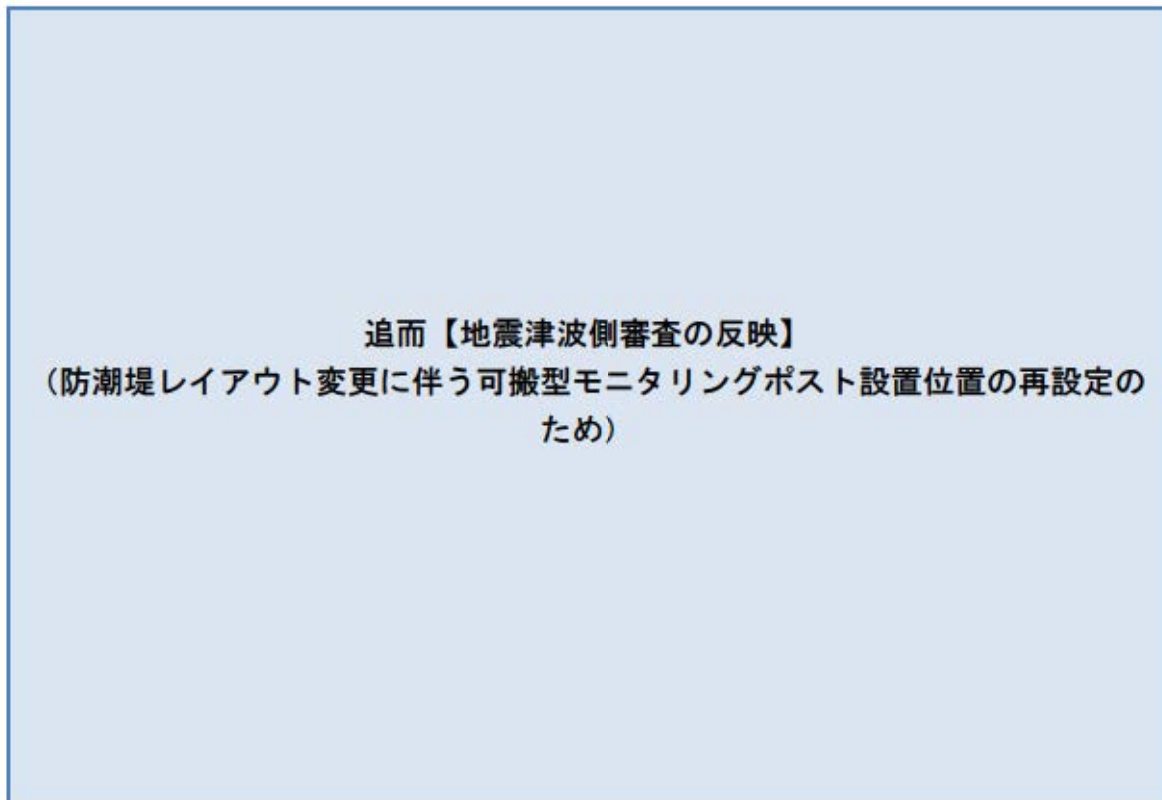 追而【地震津波側審査の反映】
（防潮堤レイアウト変更に伴う可搬型モニタリングポスト設置位置の再設定の
ため）